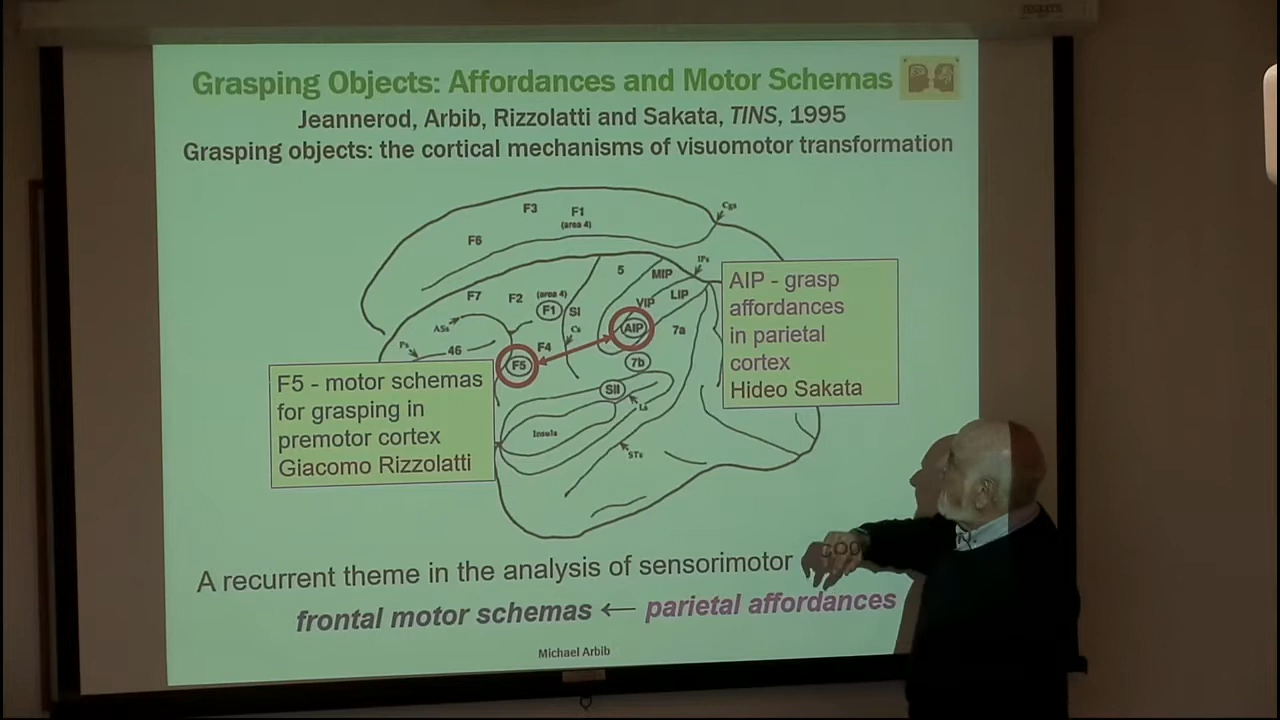 Grasping Objects: Affordances and Motor Schemas
Jeannerod, Arbib, Rizzolatti and Sakata, TINS, 1995
Grasping objects: the cortical mechanisms of visuomotor transformation
F3
F1
(area 4)
F6
Cgs
IPs
5
MIP
LIP
VIP
F7
F2
(area 4)
F1
SI
AIP
7a
ASs
Cs
Ps
46
F4
F5
7b
SII
Ls
Insula
STs
AIP - grasp
affordances
in parietal
cortex
Hideo Sakata
F5 - motor schemas
for grasping in
premotor cortex
Giacomo Rizzolatti
A recurrent theme in the analysis of sensorimotor
frontal motor schemas ← parietal affordances
Michael Arbib